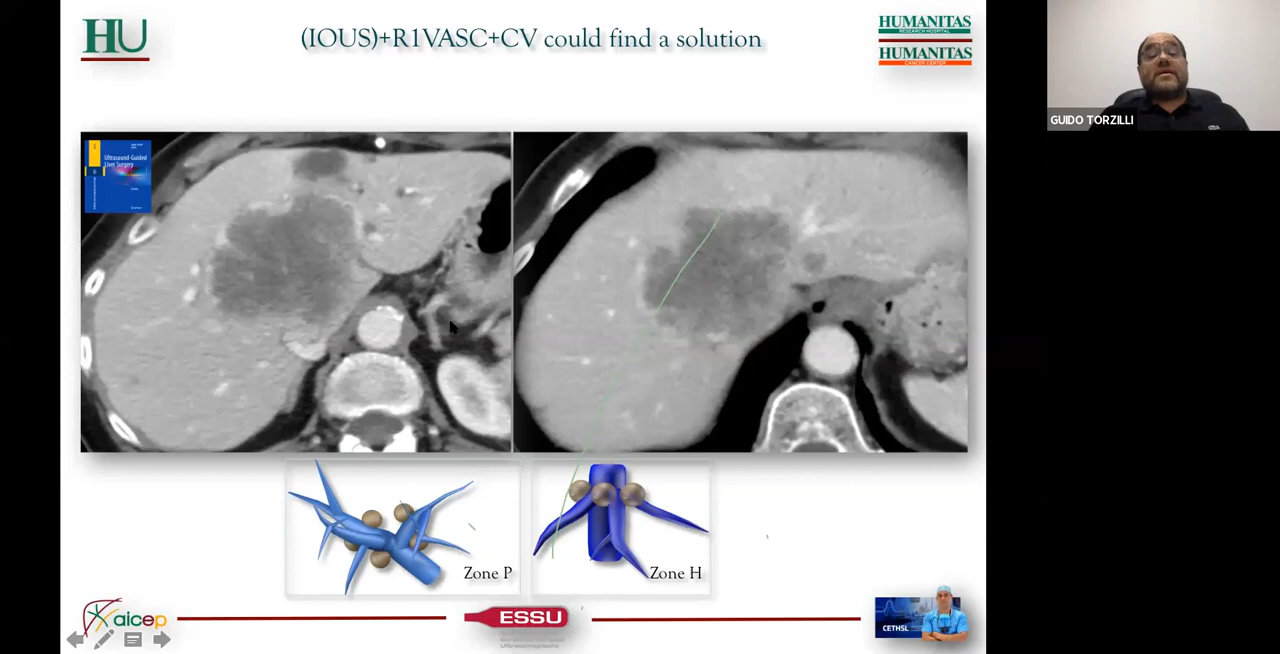 HU
(IOUS)+R1VASC+CV could find a solution
HUMANITAS
RESEARCH HOSPITAL
HUMANITAS
CANCER CENTER
GUIDO TORZILLI
Ultrasound-Guided
Liver Surgery
Zone P
Zone H
aicep
ESSU
CETHSL